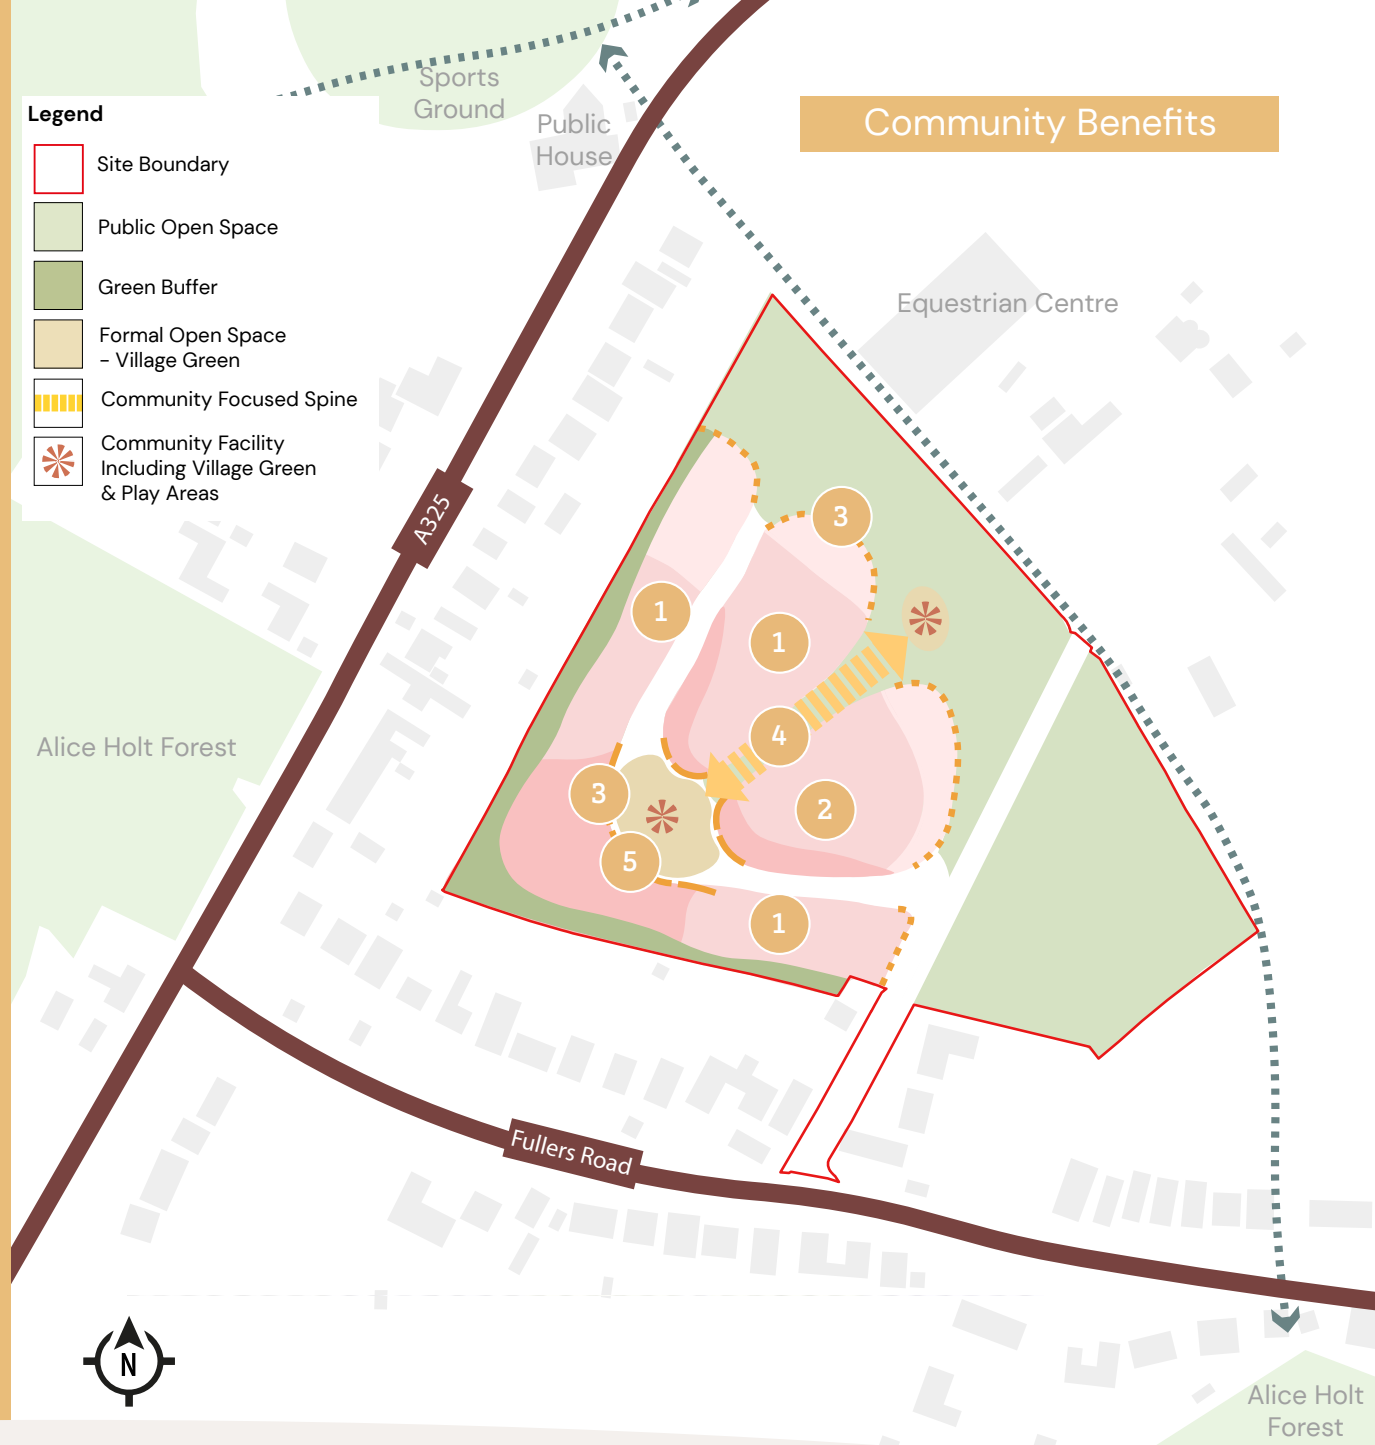 Sports
Ground
Public
House
Community Benefits
Legend
Site Boundary
Public Open Space
Green Buffer
Formal Open Space
– Village Green
Community Focused Spine
Community Facility
Including Village Green
& Play Areas
Equestrian Centre
A325
3
1
1
Alice Holt Forest
4
3
2
5
1
Fullers Road
N
Alice Holt
Forest